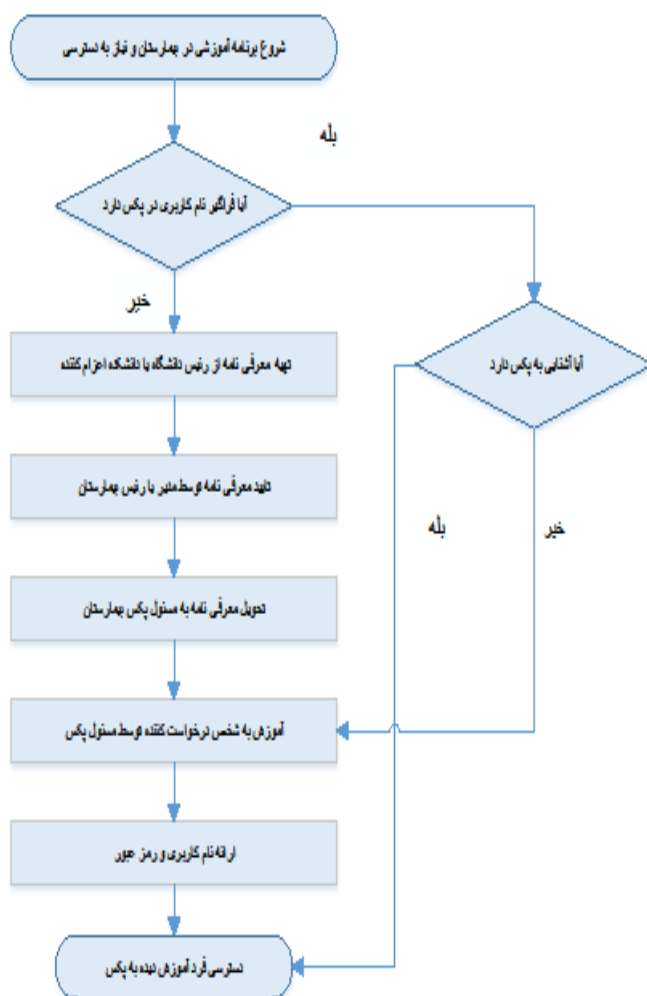 شروع برنامه آموزشی در بیمارستان و نیاز به دسترسی
بله
آیا فراگیر نام کاربری در پکس دارد
خیر
تهیه معرفی نامه از رئیس دانشگاه یا دانشکده اعزام کننده
آیا آشنایی به پکس دارد
تایید معرفی نامه توسط مدیر یا رئیس بیمارستان
بله
خیر
تحویل معرفی نامه به مسئول پکس بیمارستان
آموزش به شخص درخواست کننده توسط مسئول پکس
ارائه نام کاربری و رمز عبور
دسترسی فرد آموزش دیده به پکس